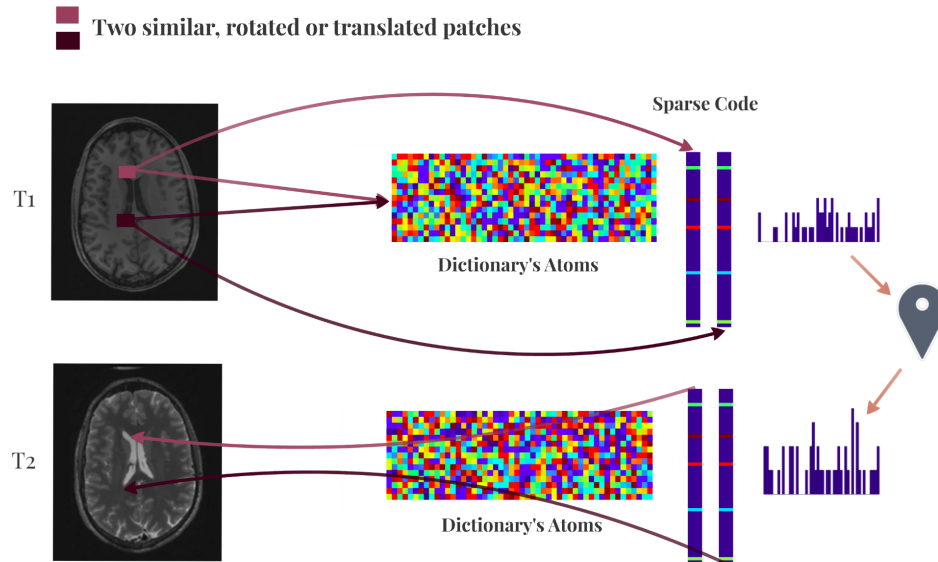 Two similar, rotated or translated patches
Sparse Code
T1
Dictionary's Atoms
T2
Dictionary's Atoms